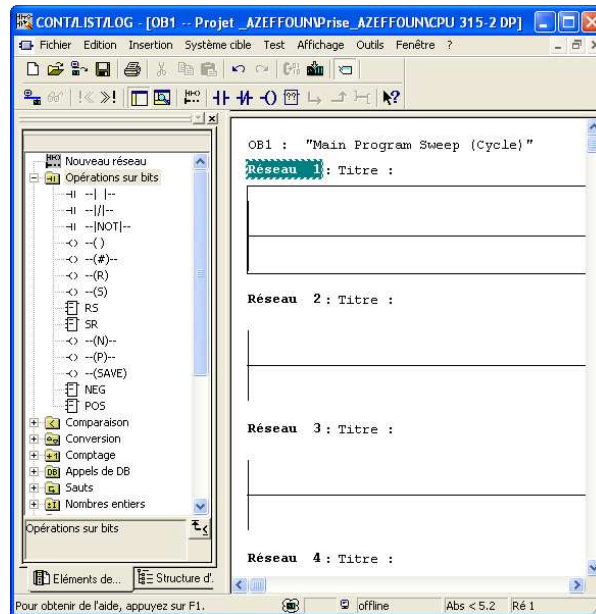 CONT/LIST/LOG - [OB1 -- Projet _AZEFFOUN\Prise_AZEFFOUN\CPU 315-2 DP]
Fichier Edition Insertion Système cible Test Affichage Outils Fenêtre ?
Nouveau réseau
Opérations sur bits
--| |--
--|/|--
--|NOT|--
--( )
--(#)--
--(R)
--(S)
RS
SR
--(N)--
--(P)--
--(SAVE)
NEG
POS
Comparaison
Conversion
Comptage
Appels de DB
Sauts
Nombres entiers
Opérations sur bits
Eléments de... Structure d'.
OB1 : "Main Program Sweep (Cycle)"
Réseau 1 : Titre :
Réseau 2 : Titre :
Réseau 3 : Titre :
Réseau 4 : Titre :
Pour obtenir de l'aide, appuyez sur F1. offline Abs < 5.2 Ré 1